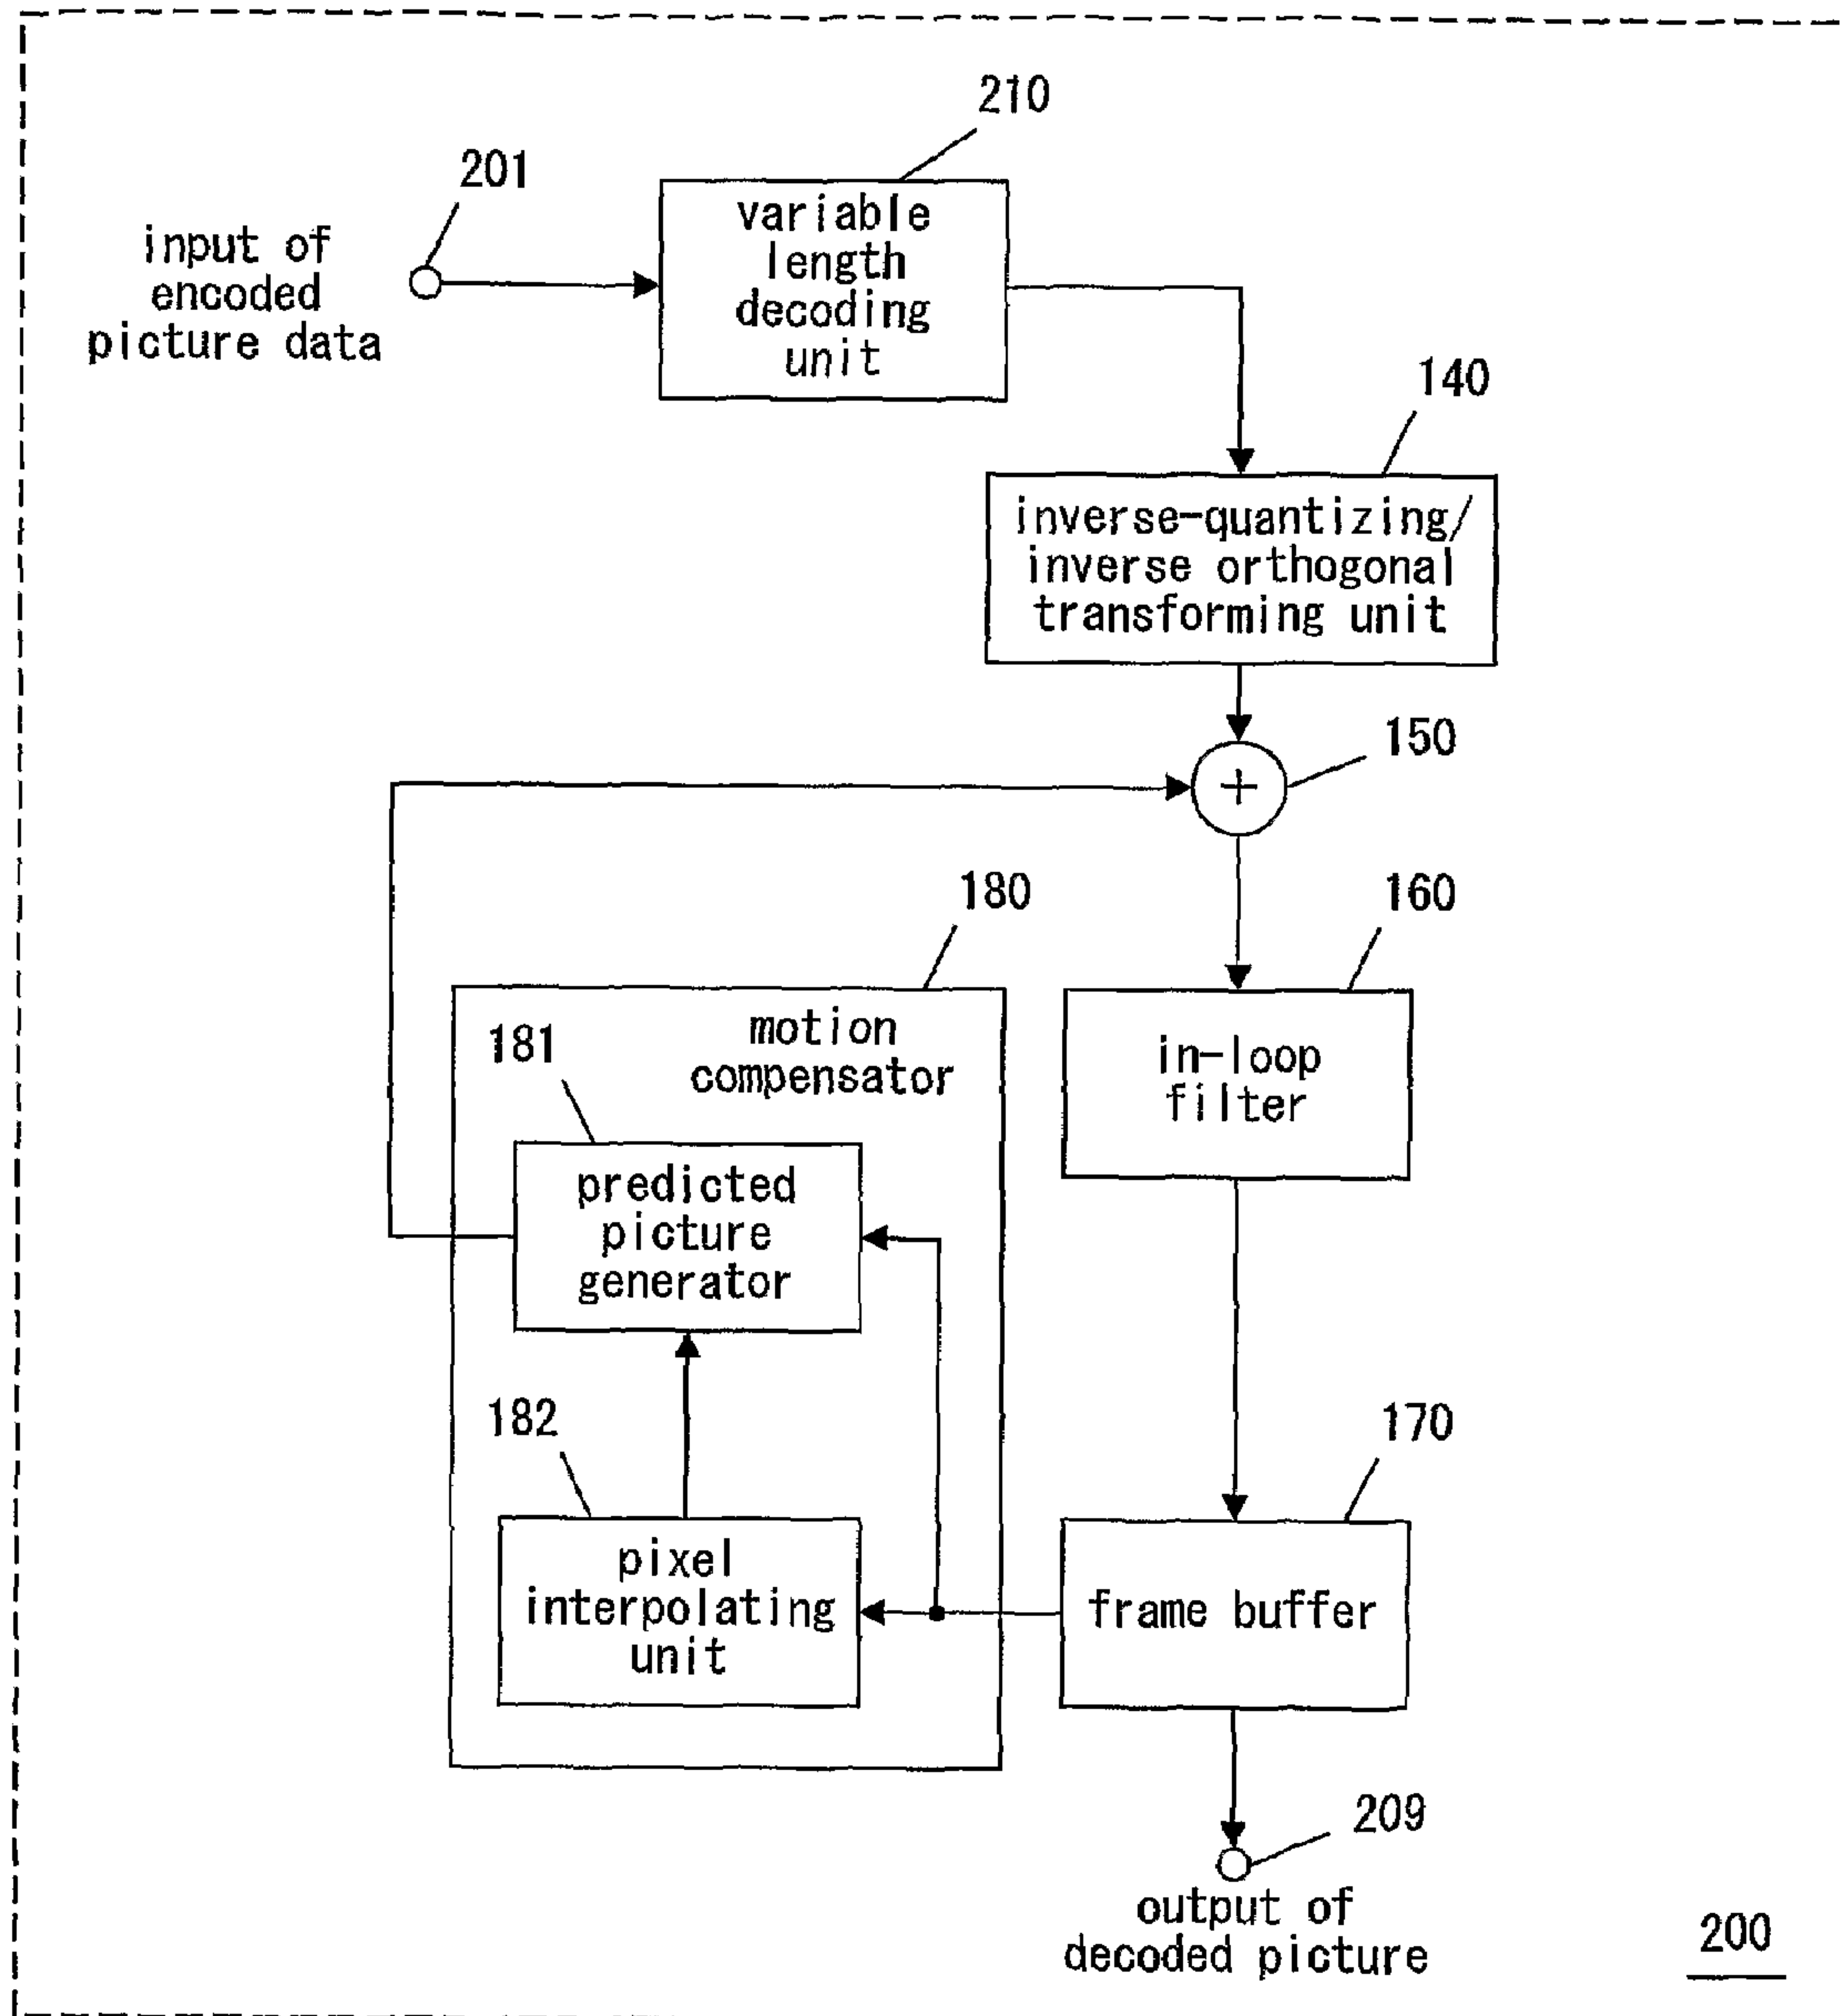 210
201
variable
length
decoding
unit
input of
encoded
picture data
140
inverse-quantizing/
inverse orthogonal
transforming unit
150
+
180
160
motion
compensator
181
in-loop
filter
predicted
picture
generator
182
170
pixel
interpolating
unit
frame buffer
209
output of
decoded picture
200